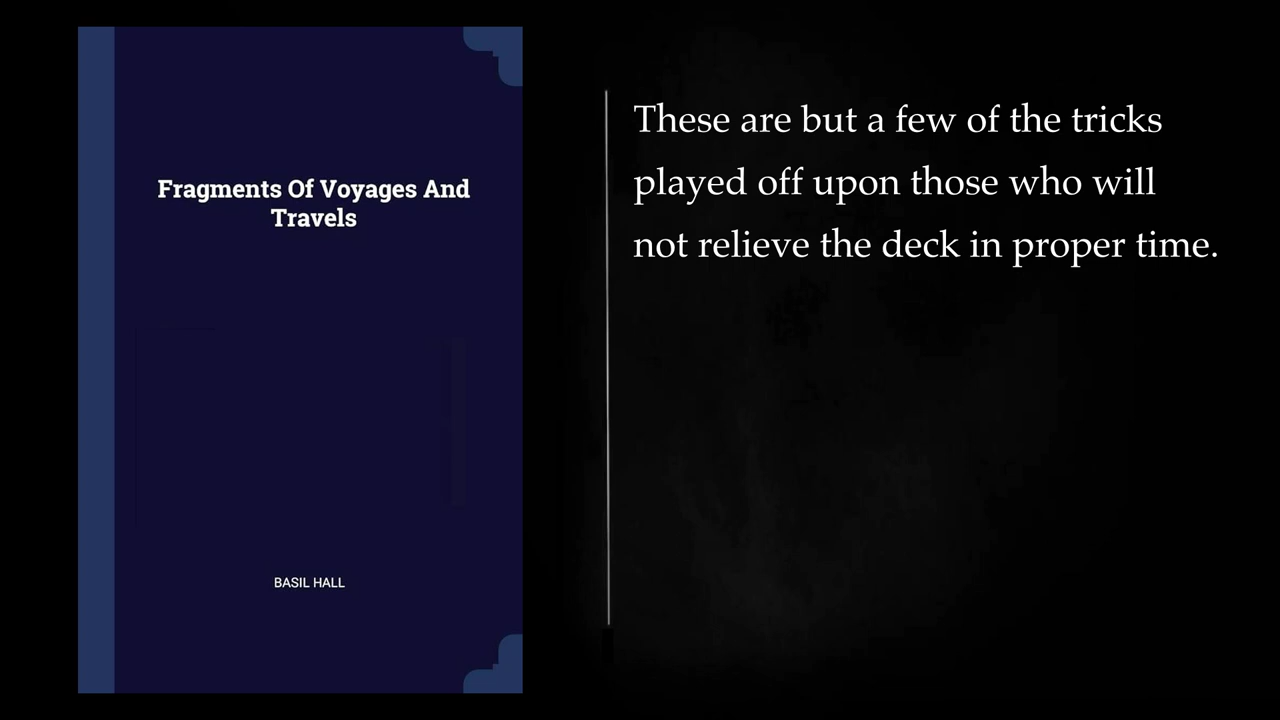 Fragments Of Voyages And
Travels
BASIL HALL
These are but a few of the tricks
played off upon those who will
not relieve the deck in proper time.